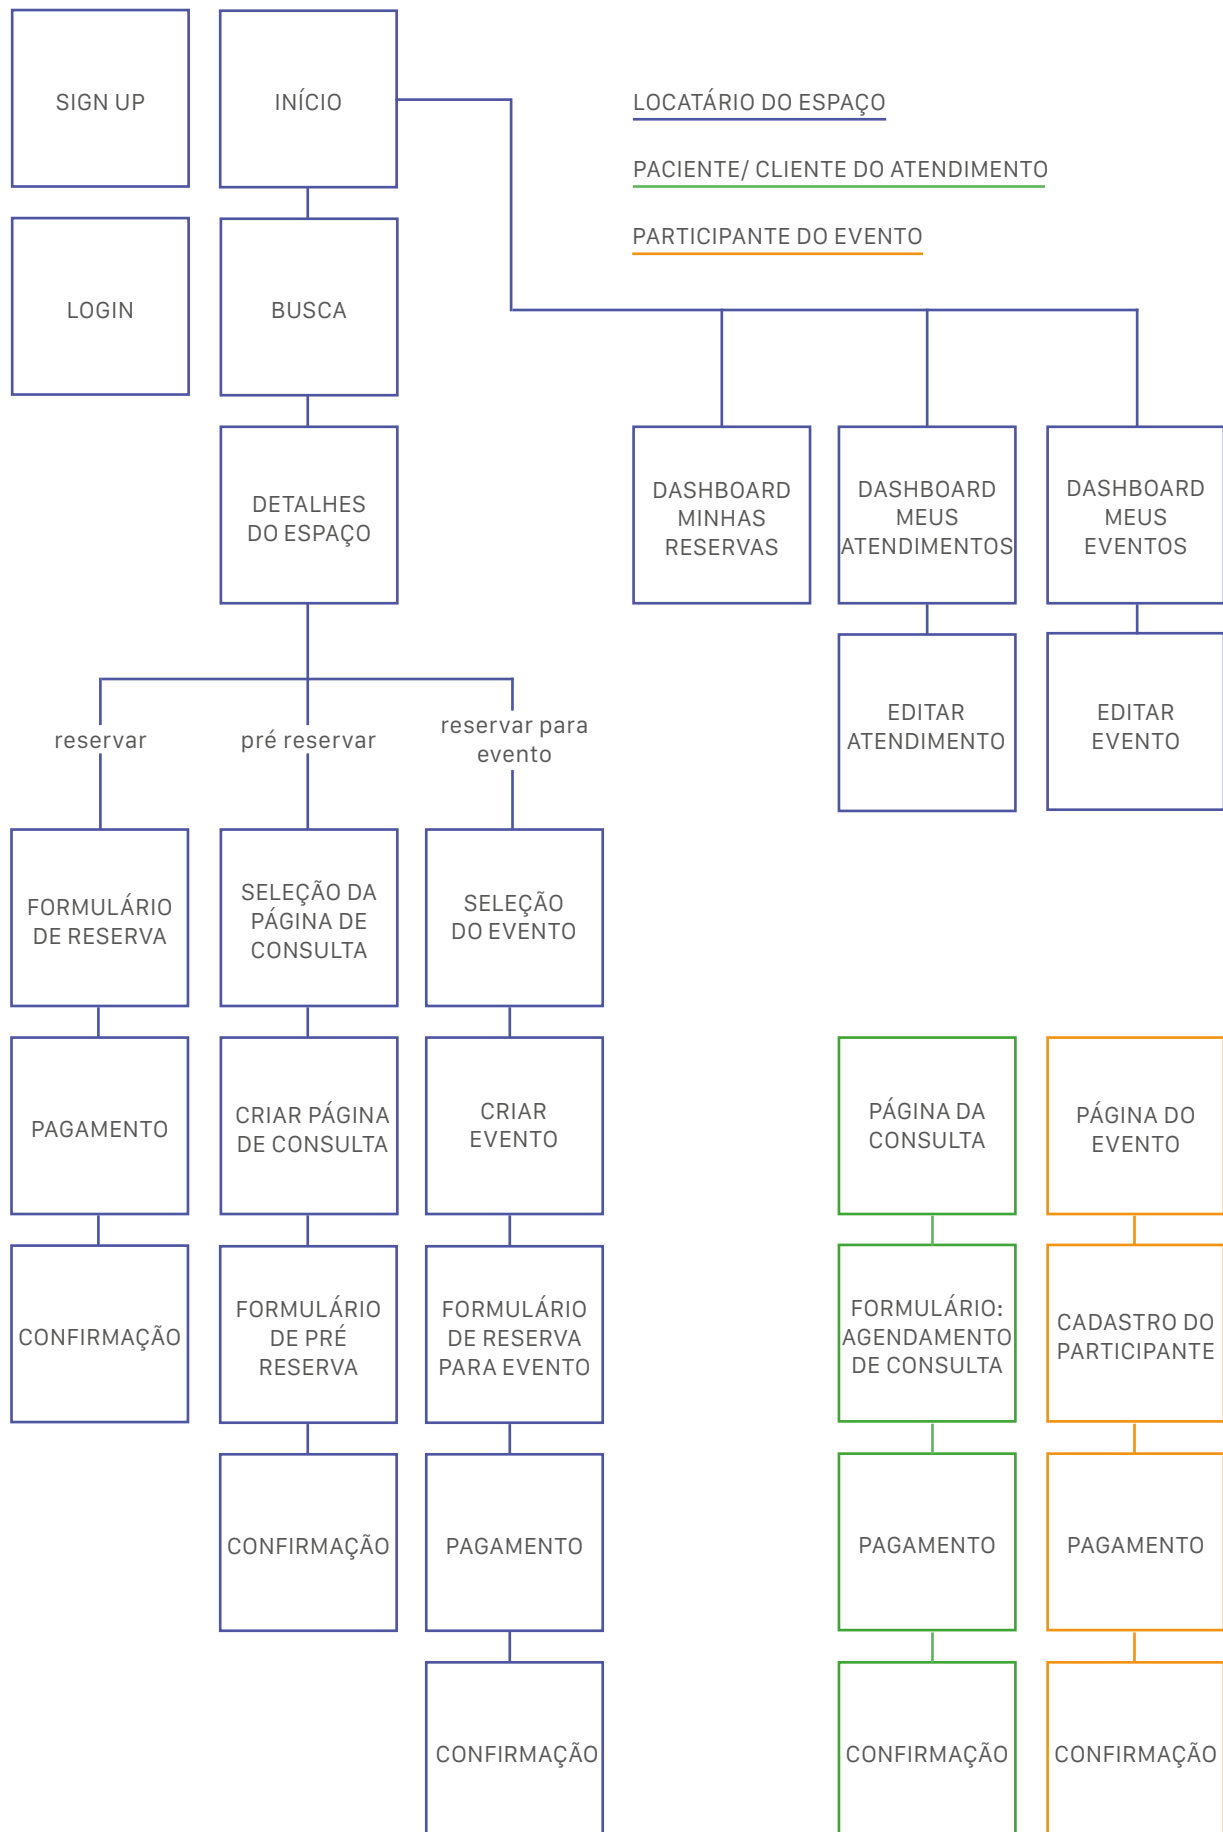 SIGN UP
INÍCIO
LOCATÁRIO DO ESPAÇO
PACIENTE/ CLIENTE DO ATENDIMENTO
PARTICIPANTE DO EVENTO
LOGIN
BUSCA
DETALHES
DO ESPAÇO
DASHBOARD
MINHAS
RESERVAS
DASHBOARD
MEUS
ATENDIMENTOS
DASHBOARD
MEUS
EVENTOS
EDITAR
ATENDIMENTO
EDITAR
EVENTO
reservar
pré reservar
reservar para
evento
FORMULÁRIO
DE RESERVA
SELEÇÃO DA
PÁGINA DE
CONSULTA
SELEÇÃO
DO EVENTO
PAGAMENTO
CRIAR PÁGINA
DE CONSULTA
CRIAR
EVENTO
PÁGINA DA
CONSULTA
PÁGINA DO
EVENTO
CONFIRMAÇÃO
FORMULÁRIO
DE PRÉ
RESERVA
FORMULÁRIO
DE RESERVA
PARA EVENTO
FORMULÁRIO:
AGENDAMENTO
DE CONSULTA
CADASTRO DO
PARTICIPANTE
CONFIRMAÇÃO
PAGAMENTO
PAGAMENTO
PAGAMENTO
CONFIRMAÇÃO
CONFIRMAÇÃO
CONFIRMAÇÃO